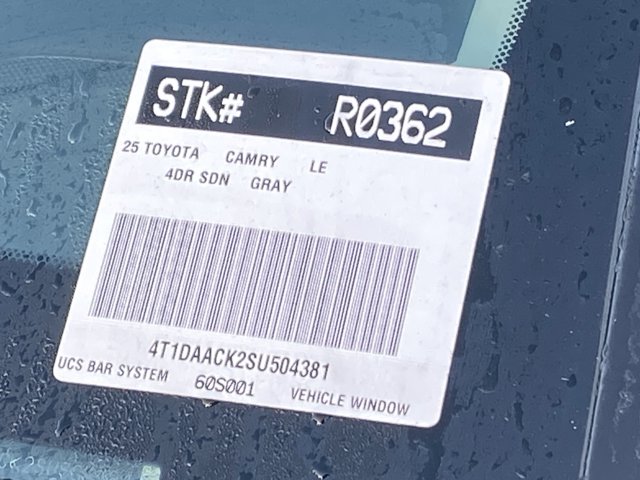 STK# R0362
25 TOYOTA CAMRY LE
4DR SDN GRAY
4T1DAACK2SU504381
UCS BAR SYSTEM 60S001 VEHICLE WINDOW